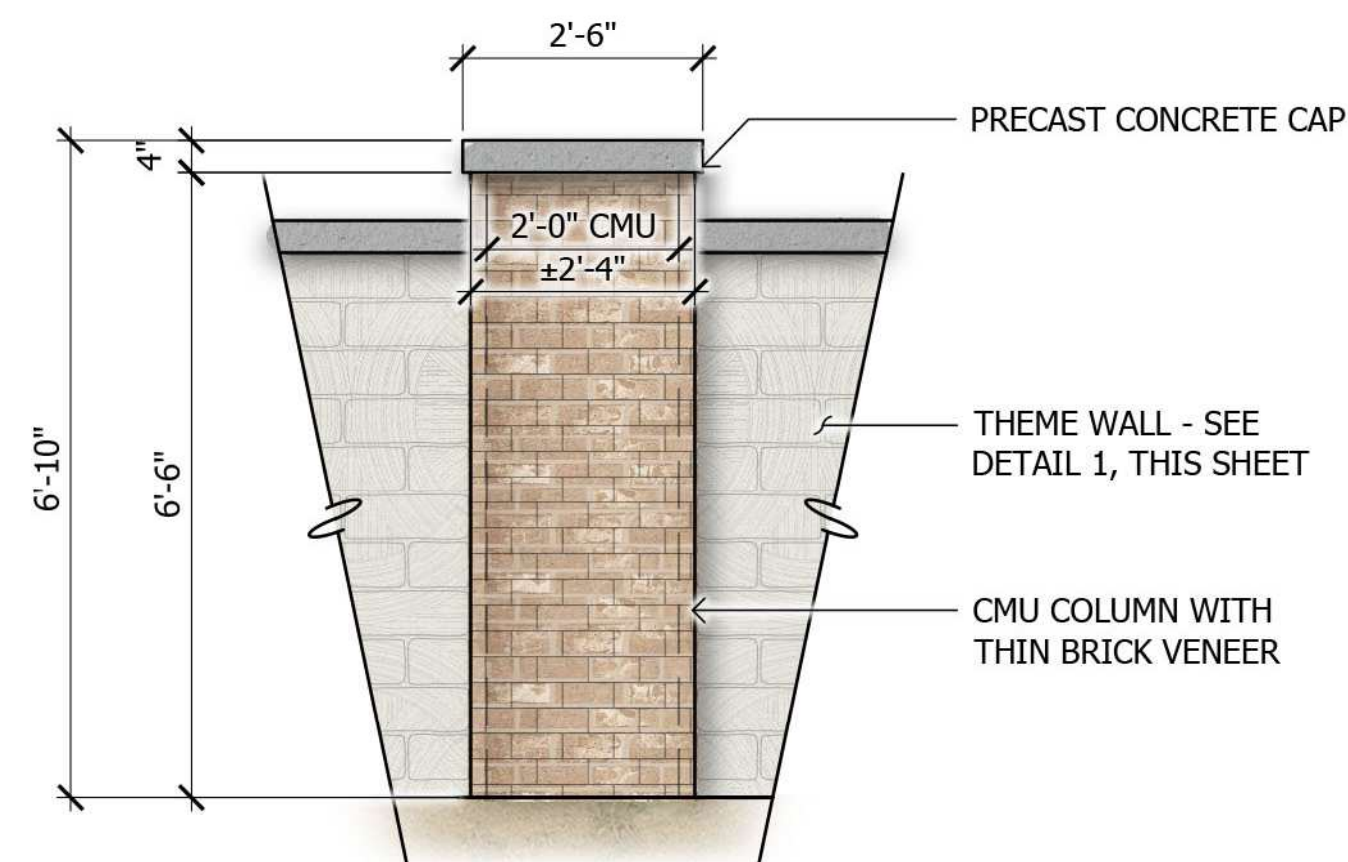 2'-6"
PRECAST CONCRETE CAP
4"
2'-0" CMU
±2'-4"
THEME WALL - SEE
DETAIL 1, THIS SHEET
6'-10"
6'-6"
CMU COLUMN WITH
THIN BRICK VENEER